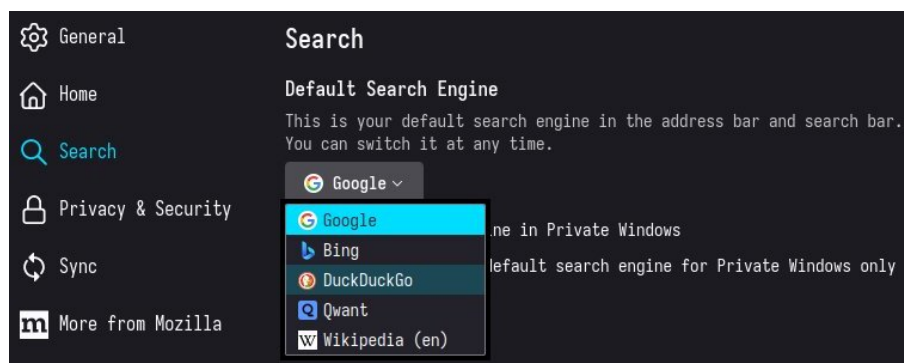 General
Home
Search
Privacy & Security
Sync
More from Mozilla
Search
Default Search Engine
This is your default search engine in the address bar and search bar.
You can switch it at any time.
Google
Google
Bing
DuckDuckGo
Qwant
Wikipedia (en)
ne in Private Windows
default search engine for Private Windows only